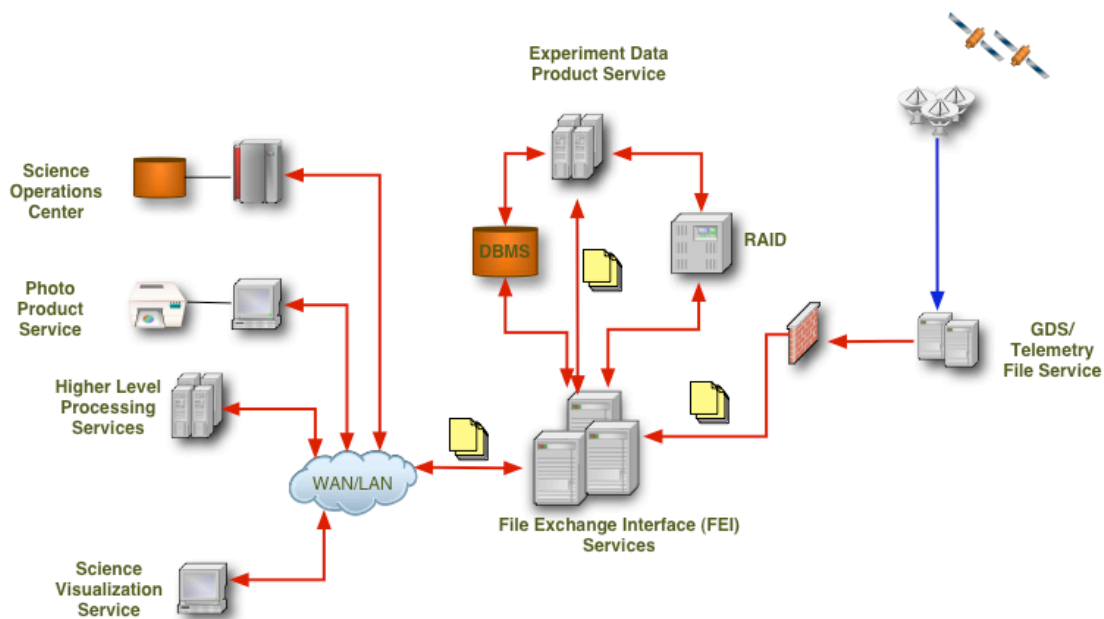 Experiment Data
Product Service
Science
Operations
Center
DBMS
RAID
Photo
Product
Service
GDS/
Telemetry
File Service
Higher Level
Processing
Services
WAN/LAN
File Exchange Interface (FEI)
Services
Science
Visualization
Service